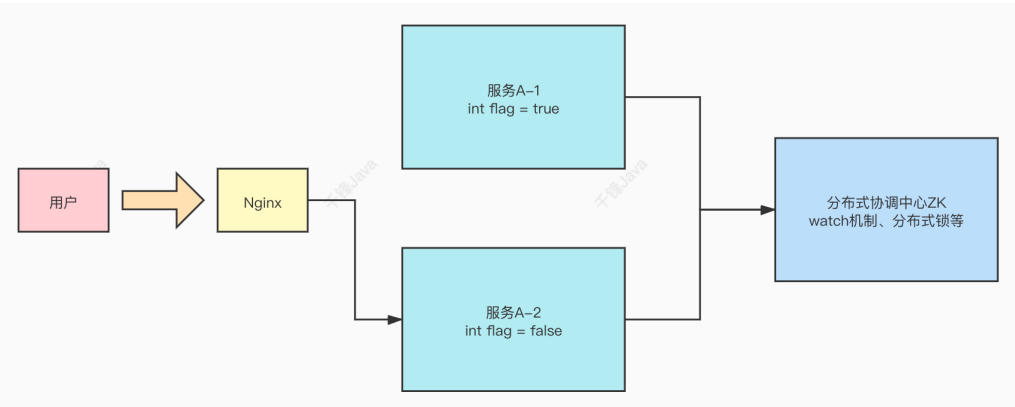 用户
Nginx
服务A-1
int flag = true
服务A-2
int flag = false
分布式协调中心ZK
watch机制、分布式锁等
千锋Java
千锋Java